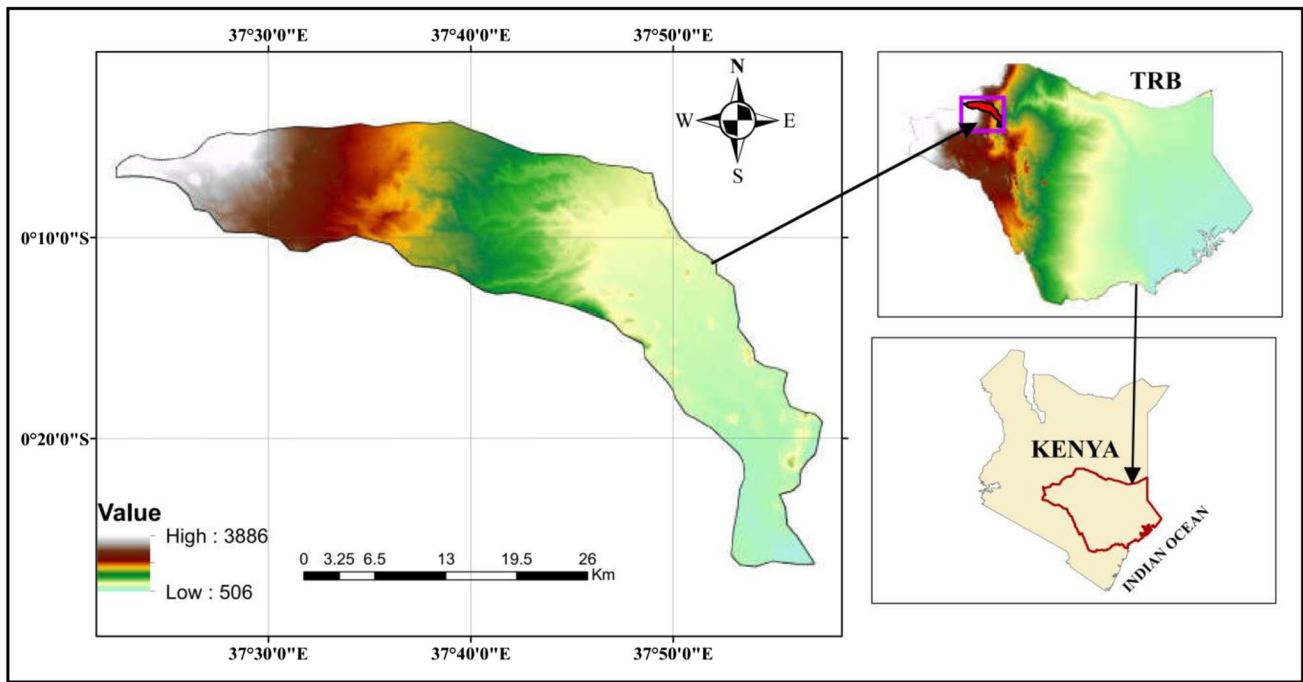 37°30'0"E 37°40'0"E 37°50'0"E
N
W E
S
0°10'0"S
0°20'0"S
Value
High : 3886
Low : 506
0 3.25 6.5 13 19.5 26
Km
37°30'0"E 37°40'0"E 37°50'0"E
TRB
KENYA
INDIAN OCEAN